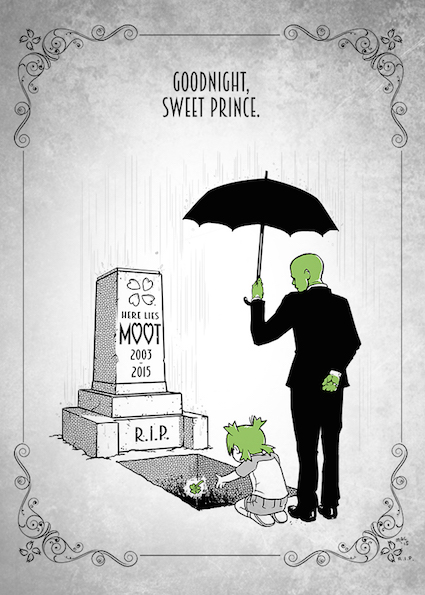 GOODNIGHT,
SWEET PRINCE.
HERE LIES
MOOT
2003
-
2015
R.I.P.
R.I.P.